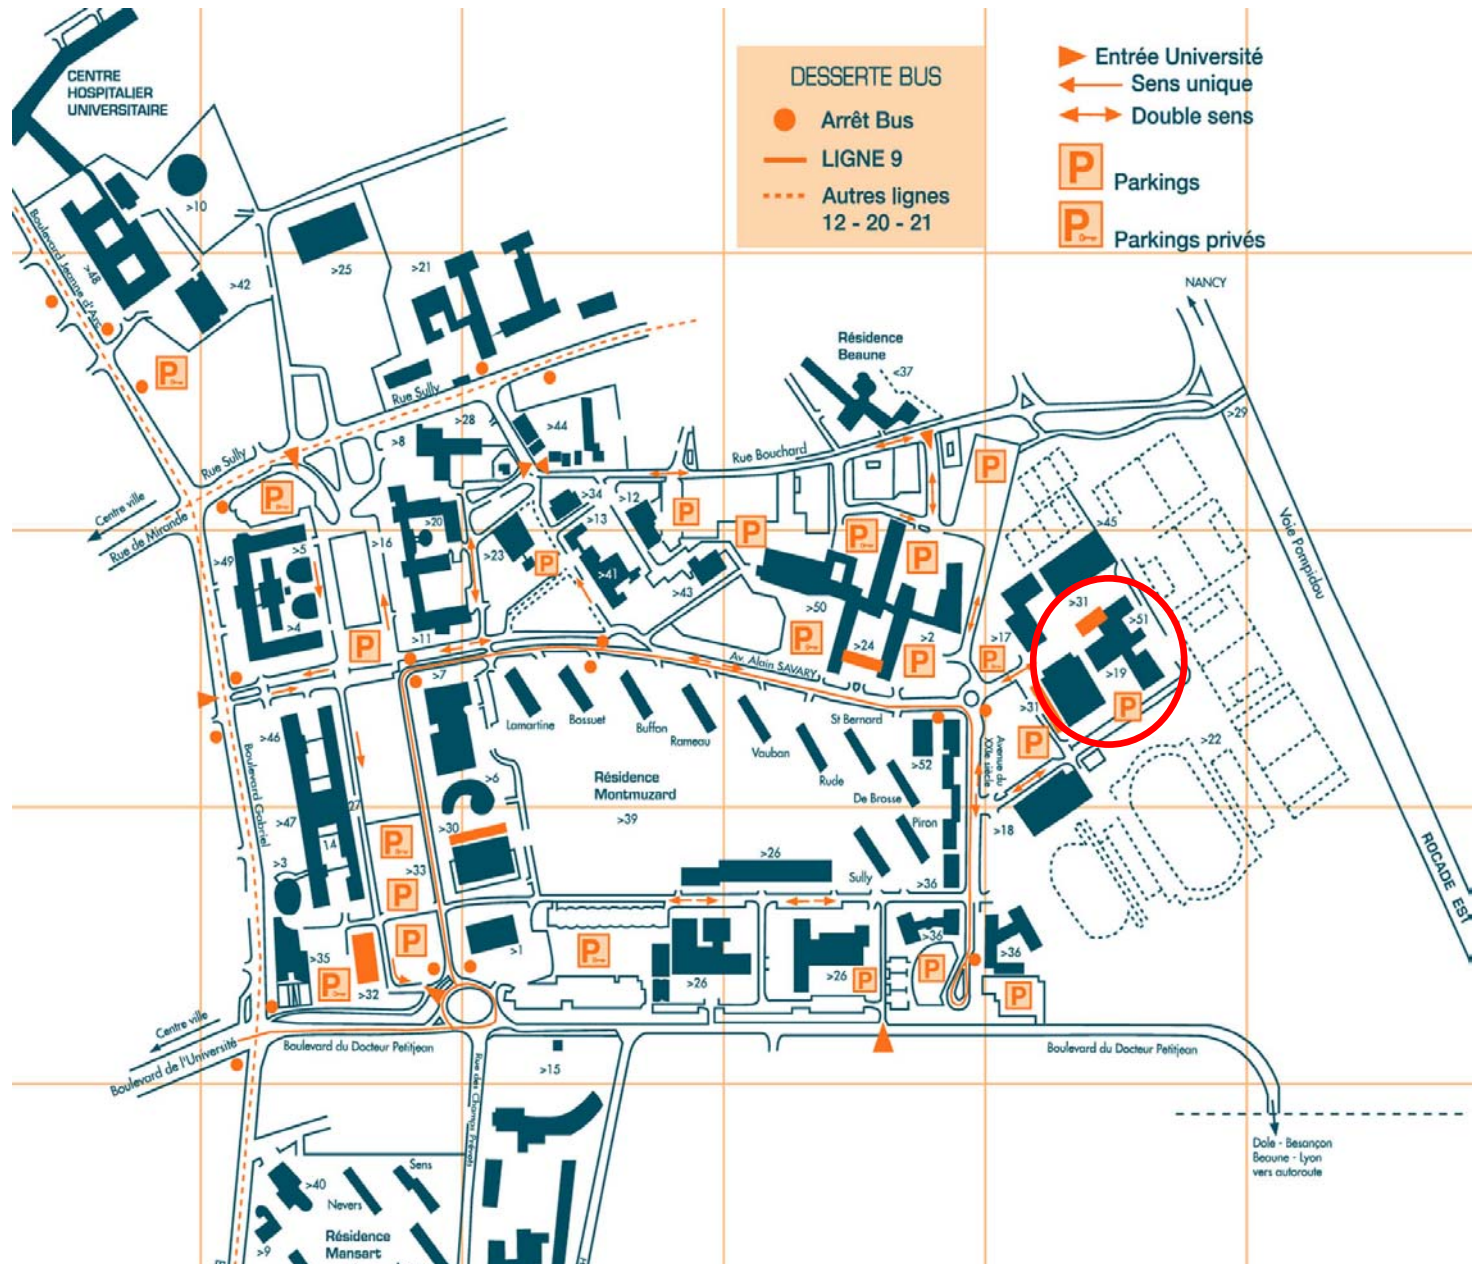 CENTRE
HOSPITALIER
UNIVERSITAIRE
DESSERTE BUS
Arrêt Bus
LIGNE 9
Autres lignes
12 - 20 - 21
Entrée Université
Sens unique
Double sens
P Parkings
P Parkings privés
>10
Boulevard Jeanne d'Arc
>48
>42
>25
>21
NANCY
Résidence
Beaune
<37
P
Rue Sully
>28
>8
>44
Rue Bouchard
>29
Rue Sully
P
P
Centre ville
Rue de Mirande
>34
>12
P
>13
>20
>16
>5
>49
>23
P
>41
>43
P
P
P
>45
Voie Pompidou
>4
>11
P
>50
P
>24
>2
P
>17
P
>31
>51
>19
P
>31
P
>22
>7
Av. Alain SAVARY
Lamartine
Bossuet
Buffon
Rameau
Vauban
St Bernard
Rude
De Brosse
Piron
Sully
>52
Avenue du
XXIe siècle
>46
Boulevard Gabriel
>6
Résidence
Montmuzard
>39
>47
27
14
>3
P
>30
>33
P
>26
>36
>18
ROCADE EST
P
>1
P
>35
P
>32
>26
>26
P
>36
P
>36
P
Centre ville
Boulevard de l'Université
Boulevard du Docteur Petitjean
Boulevard du Docteur Petitjean
Rue des Champs Prévois
>15
Dole - Besançon
Beaune - Lyon
vers autoroute
>40
Nevers
Sens
>9
Résidence
Mansart